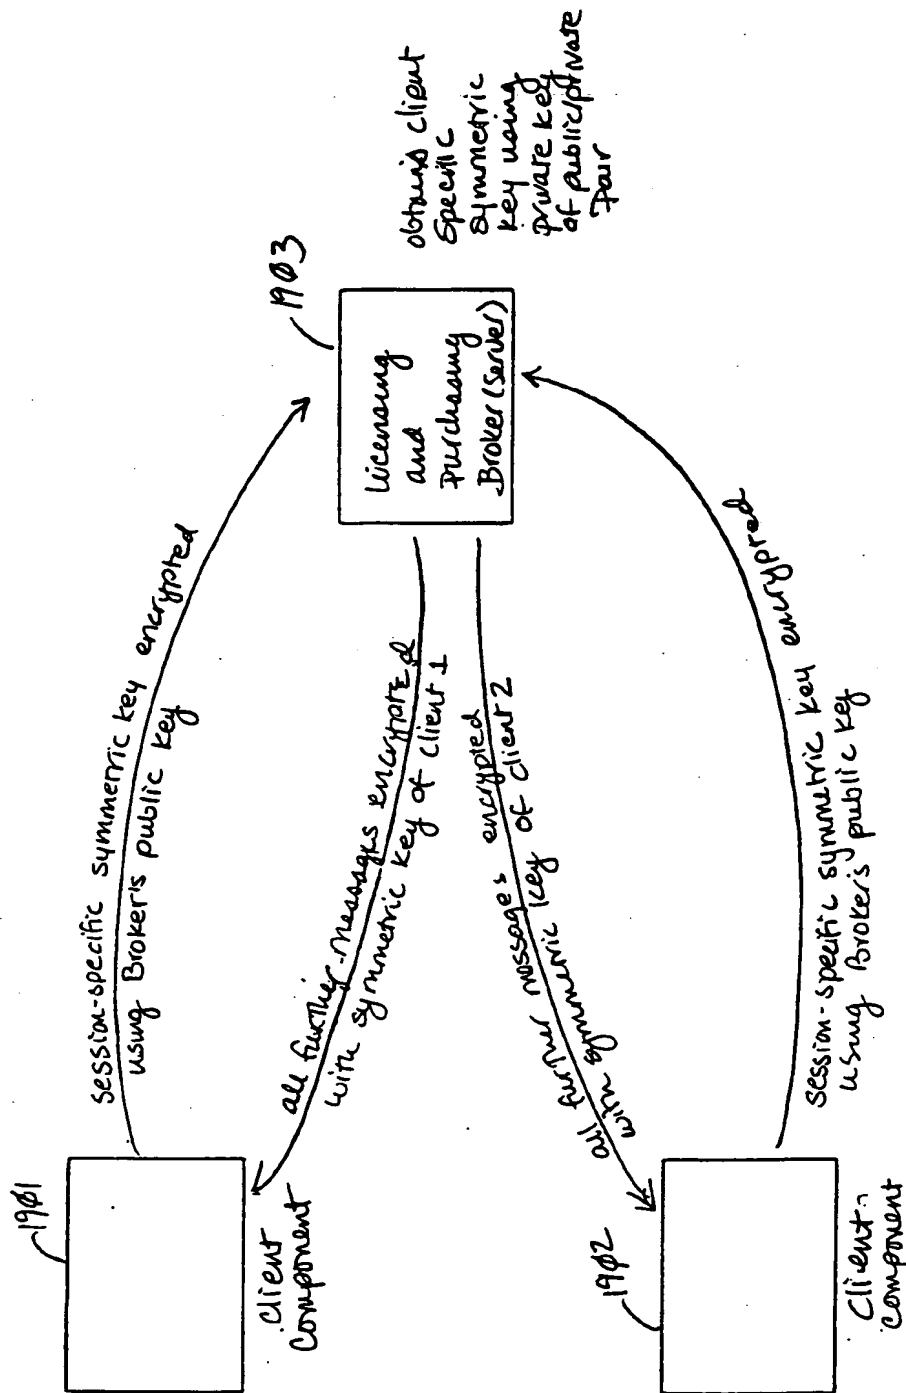 1901
Client
Component
session-specific symmetric key encrypted
using Broker's public key
all further messages encrypted
with symmetric key of client 1
1903
Licensing
and
Purchasing
Broker (Server)
obtains client
specific
symmetric
key using
private key
of public/private
pair
all further messages encrypted
with symmetric key of client 2
1902
Client
component
session-specific symmetric key encrypted
using Broker's public key